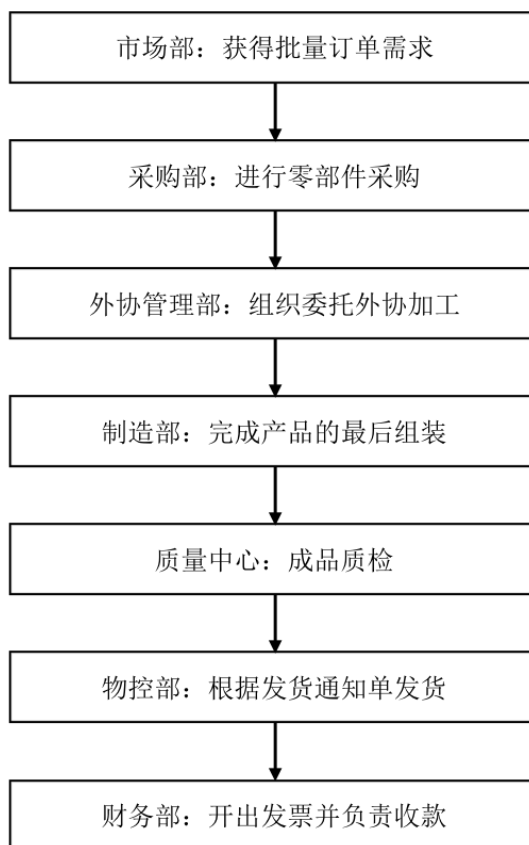 市场部：获得批量订单需求
采购部：进行零部件采购
外协管理部：组织委托外协加工
制造部：完成产品的最后组装
质量中心：成品质检
物控部：根据发货通知单发货
财务部：开出发票并负责收款